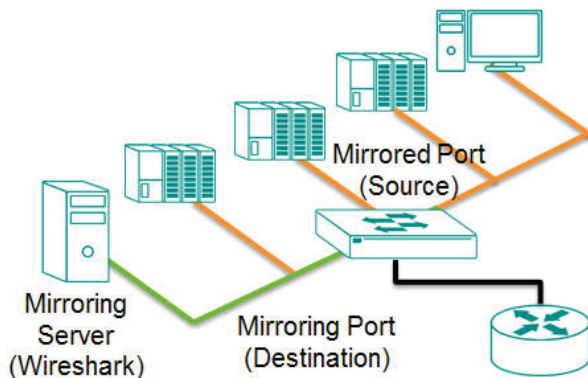 Mirrored Port
(Source)
Mirroring
Server
(Wireshark)
Mirroring Port
(Destination)